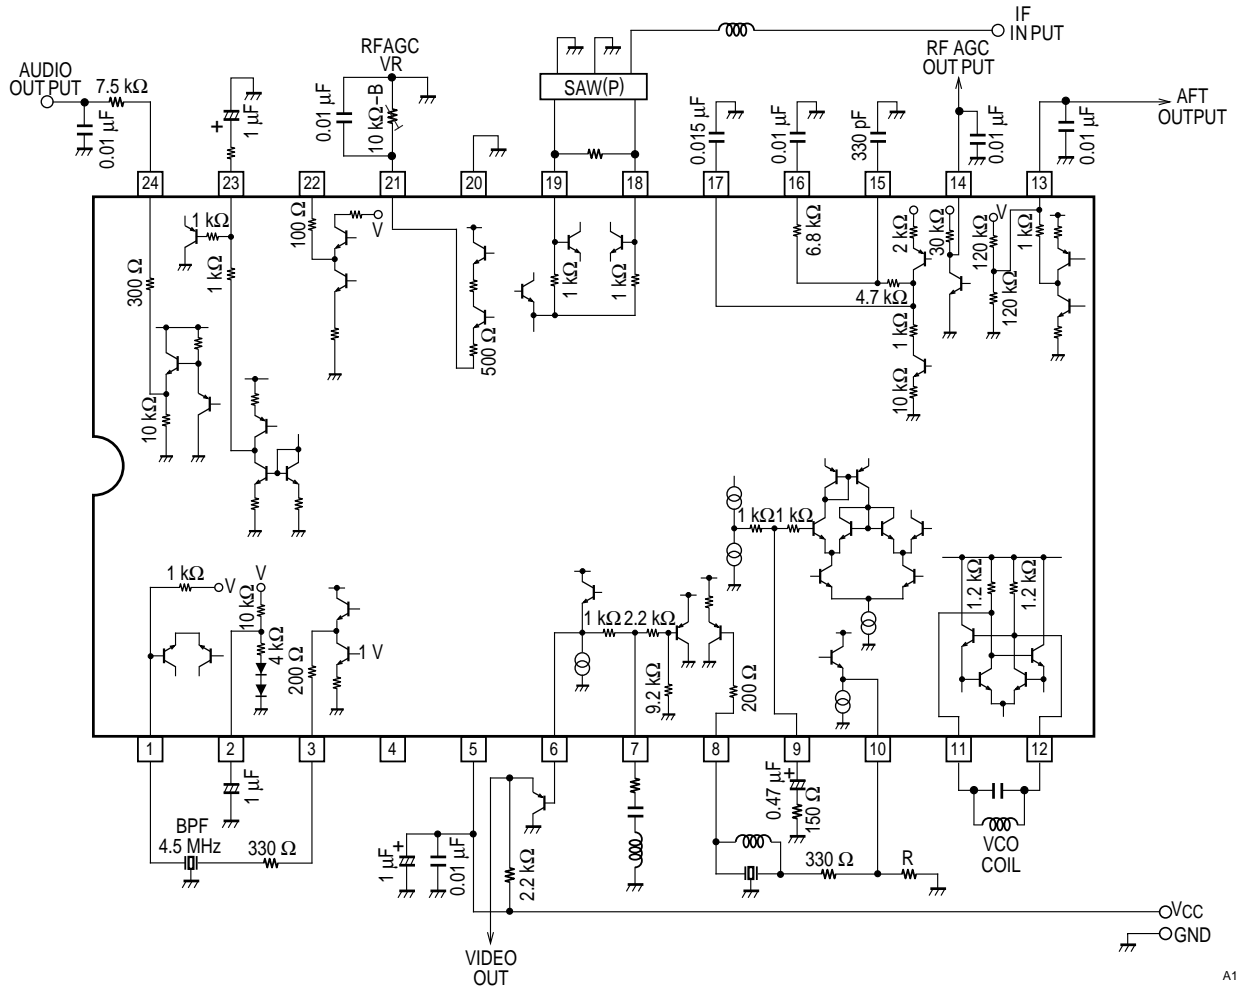 IF
INPUT
RFAGC
VR
RF AGC
OUTPUT
AUDIO
OUTPUT
7.5 kΩ
0.01 µF
+
1 µF
0.01 µF
10 kΩ–B
SAW(P)
0.015 µF
0.01 µF
330 pF
0.01 µF
0.01 µF
AFT
OUTPUT
24
23
22
21
20
19
18
17
16
15
14
13
300 Ω
1 kΩ
1 kΩ
100 Ω
V
500 Ω
1 kΩ
1 kΩ
6.8 kΩ
4.7 kΩ
2 kΩ
30 kΩ
V
120 kΩ
120 kΩ
1 kΩ
1 kΩ
10 kΩ
10 kΩ
1 kΩ
1 kΩ
1 kΩ
V
V
10 kΩ
4 kΩ
200 Ω
1 V
1 kΩ
2.2 kΩ
9.2 kΩ
200 Ω
1.2 kΩ
1.2 kΩ
1
2
3
4
5
6
7
8
9
10
11
12
1 µF
BPF
4.5 MHz
330 Ω
1 µF
+
0.01 µF
2.2 kΩ
0.47 µF
+
150 Ω
330 Ω
R
VCO
COIL
VCC
GND
VIDEO
OUT
A1